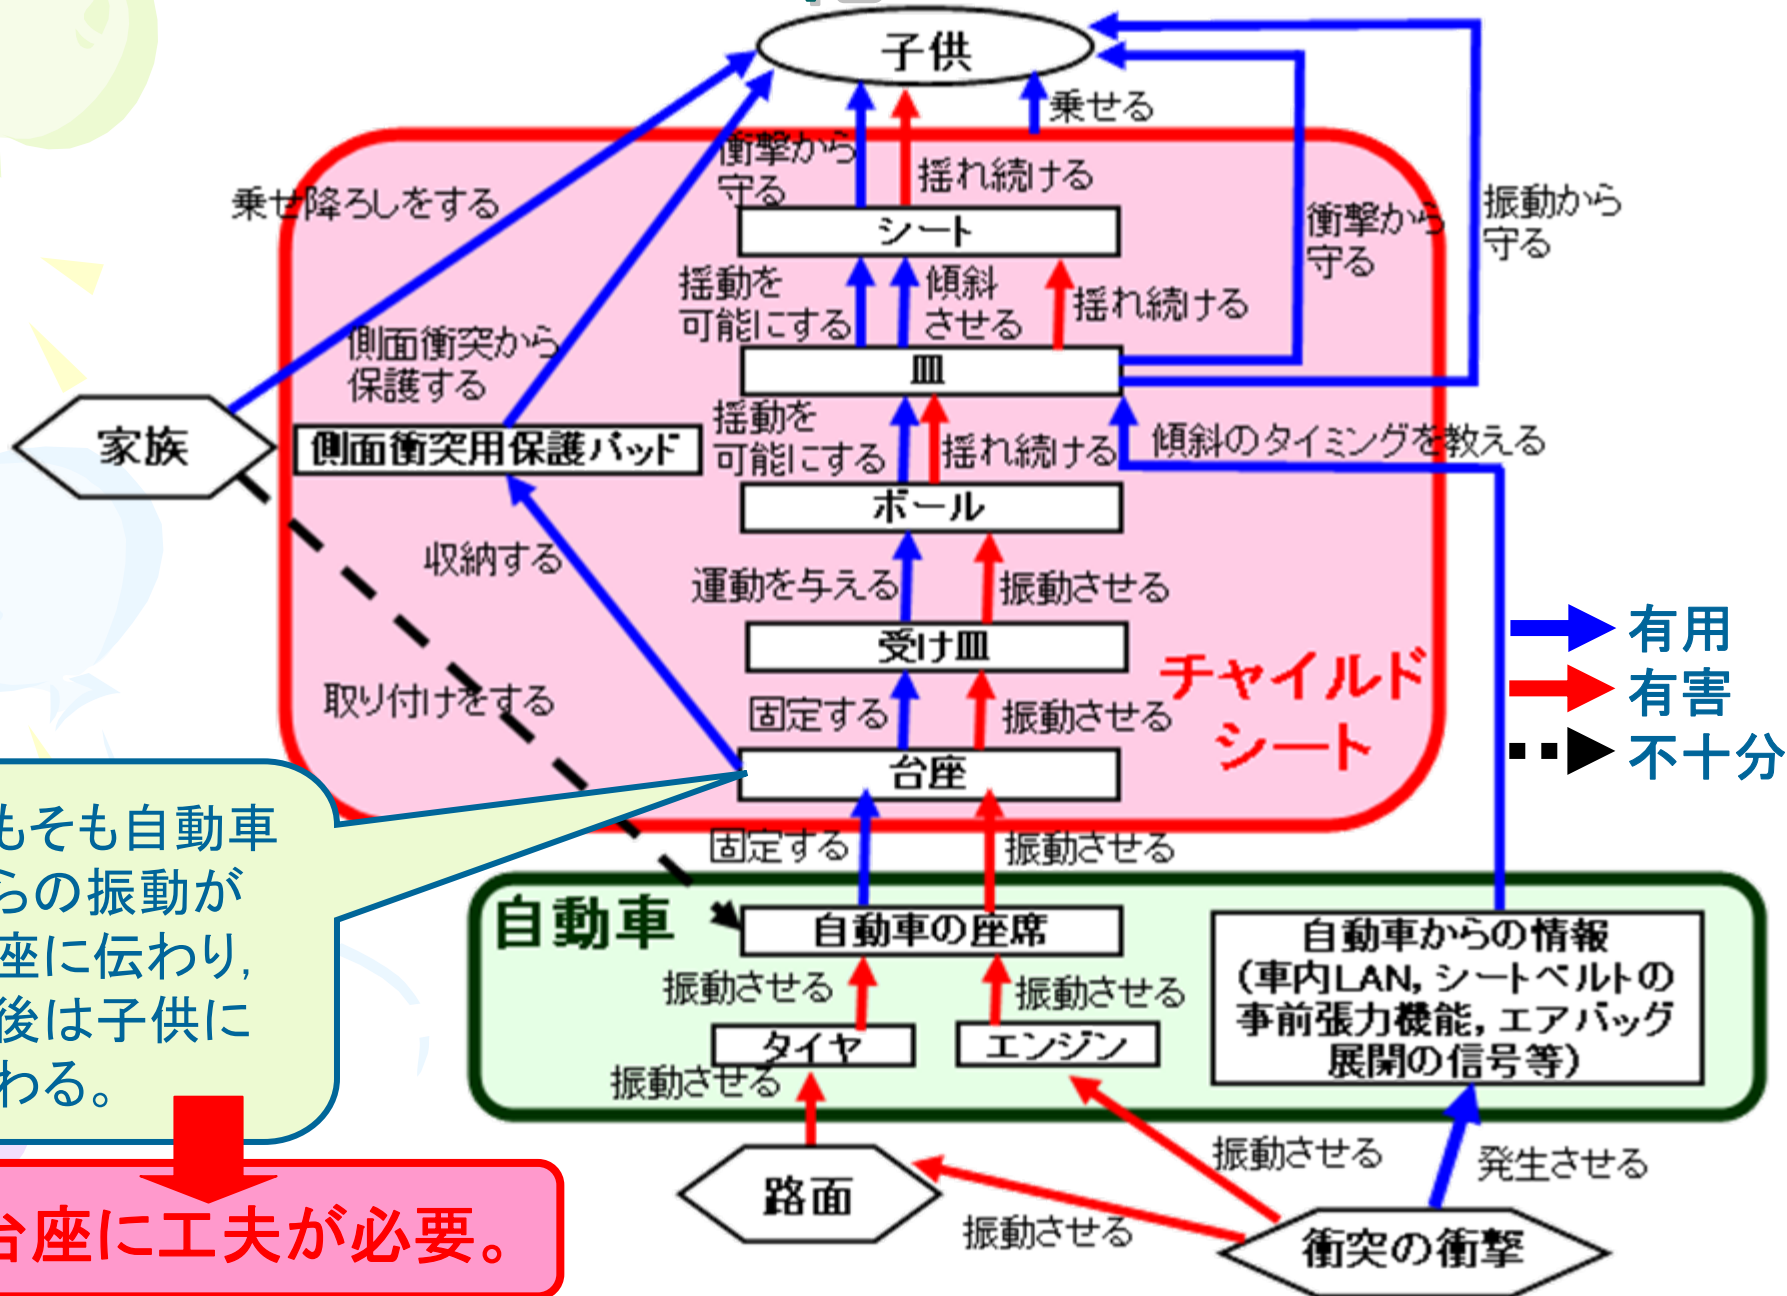 子供
乗せる
衝撃から
守る
揺れ続ける
乗せ降ろしをする
シート
衝撃から
守る
振動から
守る
揺動を
可能にする
傾斜
させる
揺れ続ける
側面衝突から
保護する
皿
家族
側面衝突用保護パッド
揺動を
可能にする
揺れ続ける
傾斜のタイミングを教える
ボール
収納する
運動を与える
振動させる
受け皿
チャイルド
シート
有用
有害
不十分
取り付けをする
固定する
振動させる
台座
もそも自動車
らの振動が
座に伝わり,
後は子供に
わる。
固定する
振動させる
自動車
自動車の座席
自動車からの情報
(車内LAN, シートベルトの
事前張力機能, エアバッグ
展開の信号等)
振動させる
振動させる
タイヤ
エンジン
振動させる
路面
振動させる
振動させる
発生させる
衝突の衝撃
台座に工夫が必要。